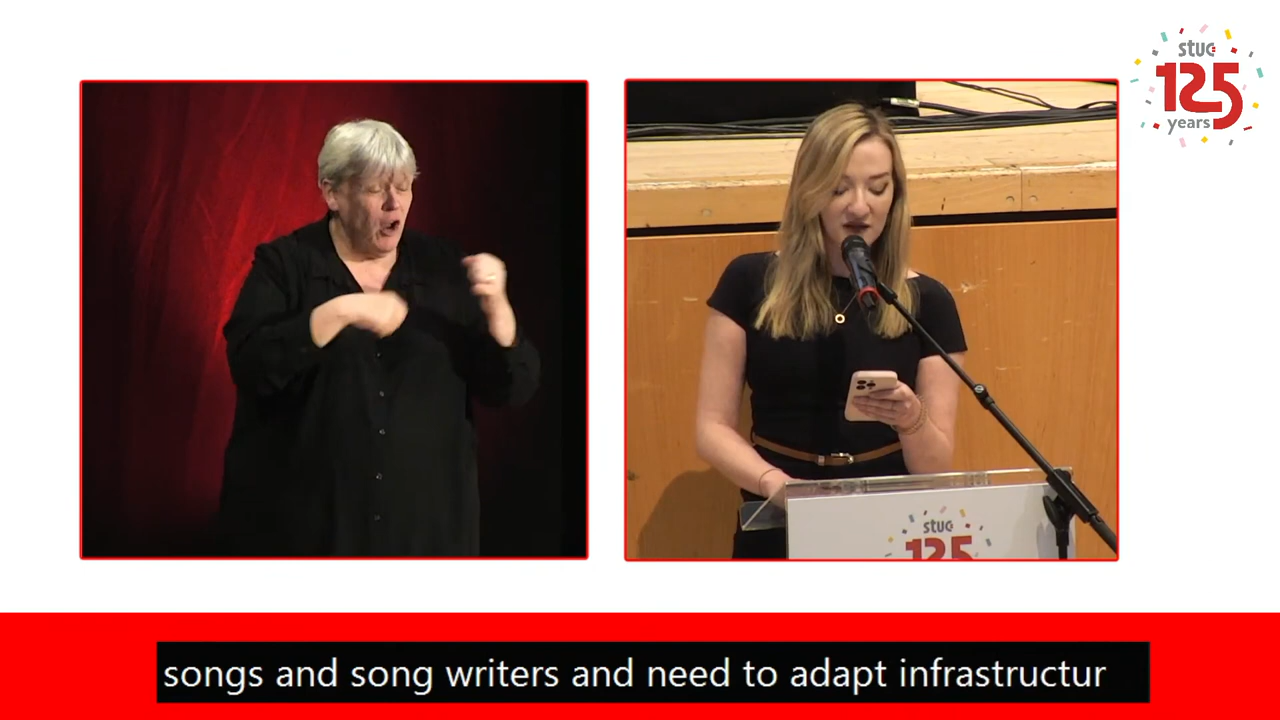 stuc
125
years
stuc
125
songs and song writers and need to adapt infrastructur